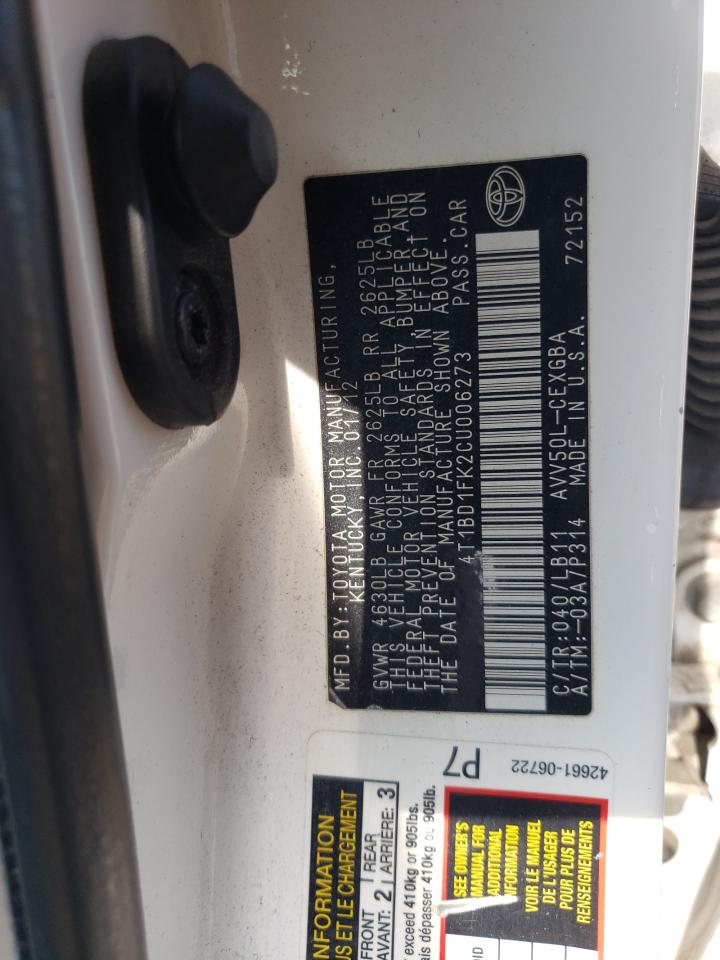 MFD.BY:TOYOTA MOTOR MANUFACTURING,
KENTUCKY,INC.01/12
GVWR 4630LB GAWR FR 2625LB RR 2625LB
THIS VEHICLE CONFORMS TO ALL APPLICABLE
FEDERAL MOTOR VEHICLE SAFETY, BUMPER, AND
THEFT PREVENTION STANDARDS IN EFFECT ON
THE DATE OF MANUFACTURE SHOWN ABOVE.
4T1BD1FK2CU006273 PASS.CAR
C/TR:040/LB11 AVV50L-CEXGBA 72152
A/TM:-03A/P314 MADE IN U.S.A.
42661-06722
P7
INFORMATION
US ET LE CHARGEMENT
FRONT 2 REAR 3
AVANT: ARRIÈRE:
exceed 410kg or 905lbs.
ais dépasser 410kg ou 905lb.
SEE OWNER'S
MANUAL FOR
ADDITIONAL
INFORMATION
VOIR LE MANUEL
DE L'USAGER
POUR PLUS DE
RENSEIGNEMENTS